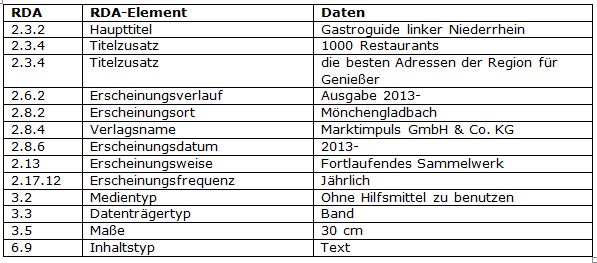 RDA RDA-Element Daten
2.3.2 Haupttitel Gastroguide linker Niederrhein
2.3.4 Titelzusatz 1000 Restaurants
2.3.4 Titelzusatz die besten Adressen der Region für
Genießer
2.6.2 Erscheinungsverlauf Ausgabe 2013-
2.8.2 Erscheinungsort Mönchengladbach
2.8.4 Verlagsname Marktimpuls GmbH & Co. KG
2.8.6 Erscheinungsdatum 2013-
2.13 Erscheinungsweise Fortlaufendes Sammelwerk
2.17.12 Erscheinungsfrequenz Jährlich
3.2 Medientyp Ohne Hilfsmittel zu benutzen
3.3 Datenträgertyp Band
3.5 Maße 30 cm
6.9 Inhaltstyp Text